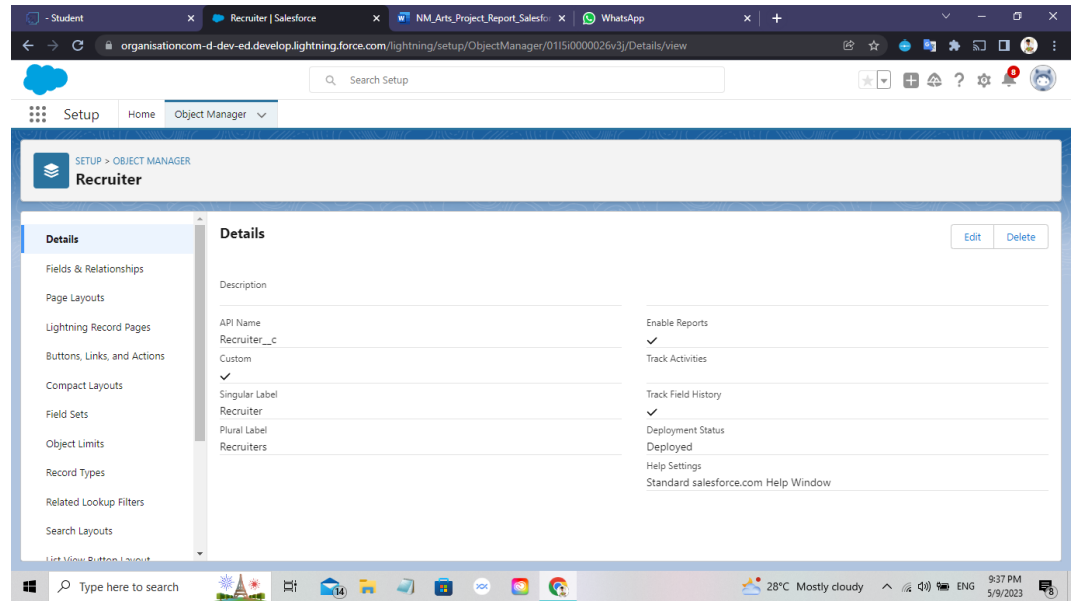 - Student
Recruiter | Salesforce
NM_Arts_Project_Report_Salesfor
WhatsApp
organisationcom-d-dev-ed.develop.lightning.force.com/lightning/setup/ObjectManager/01I5i0000026v3j/Details/view
Search Setup
8
Setup
Home
Object Manager
SETUP > OBJECT MANAGER
Recruiter
Details
Fields & Relationships
Page Layouts
Lightning Record Pages
Buttons, Links, and Actions
Compact Layouts
Field Sets
Object Limits
Record Types
Related Lookup Filters
Search Layouts
List View Button Layout
Details
Edit
Delete
Description
API Name
Recruiter__c
Custom
Singular Label
Recruiter
Plural Label
Recruiters
Enable Reports
Track Activities
Track Field History
Deployment Status
Deployed
Help Settings
Standard salesforce.com Help Window
Type here to search
14
28°C Mostly cloudy
ENG
9:37 PM
5/9/2023
8